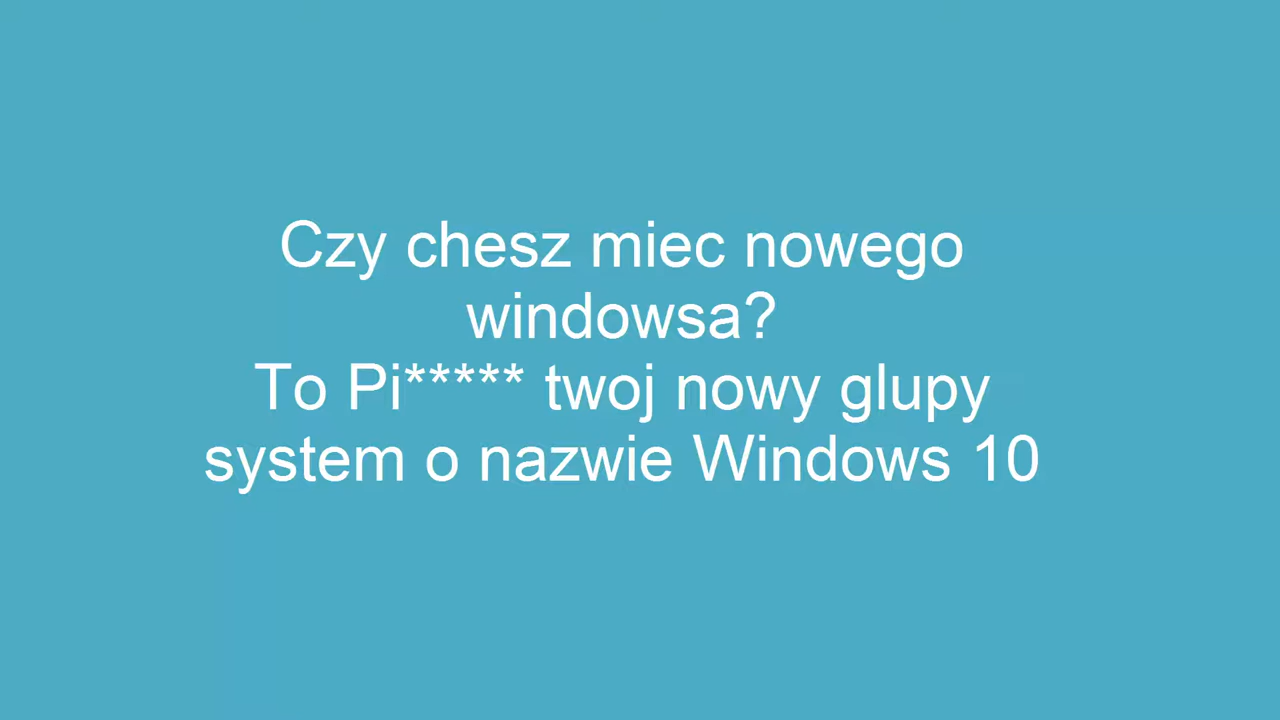 Czy chesz miec nowego
windowsa?
To Pi***** twoj nowy glupy
system o nazwie Windows 10